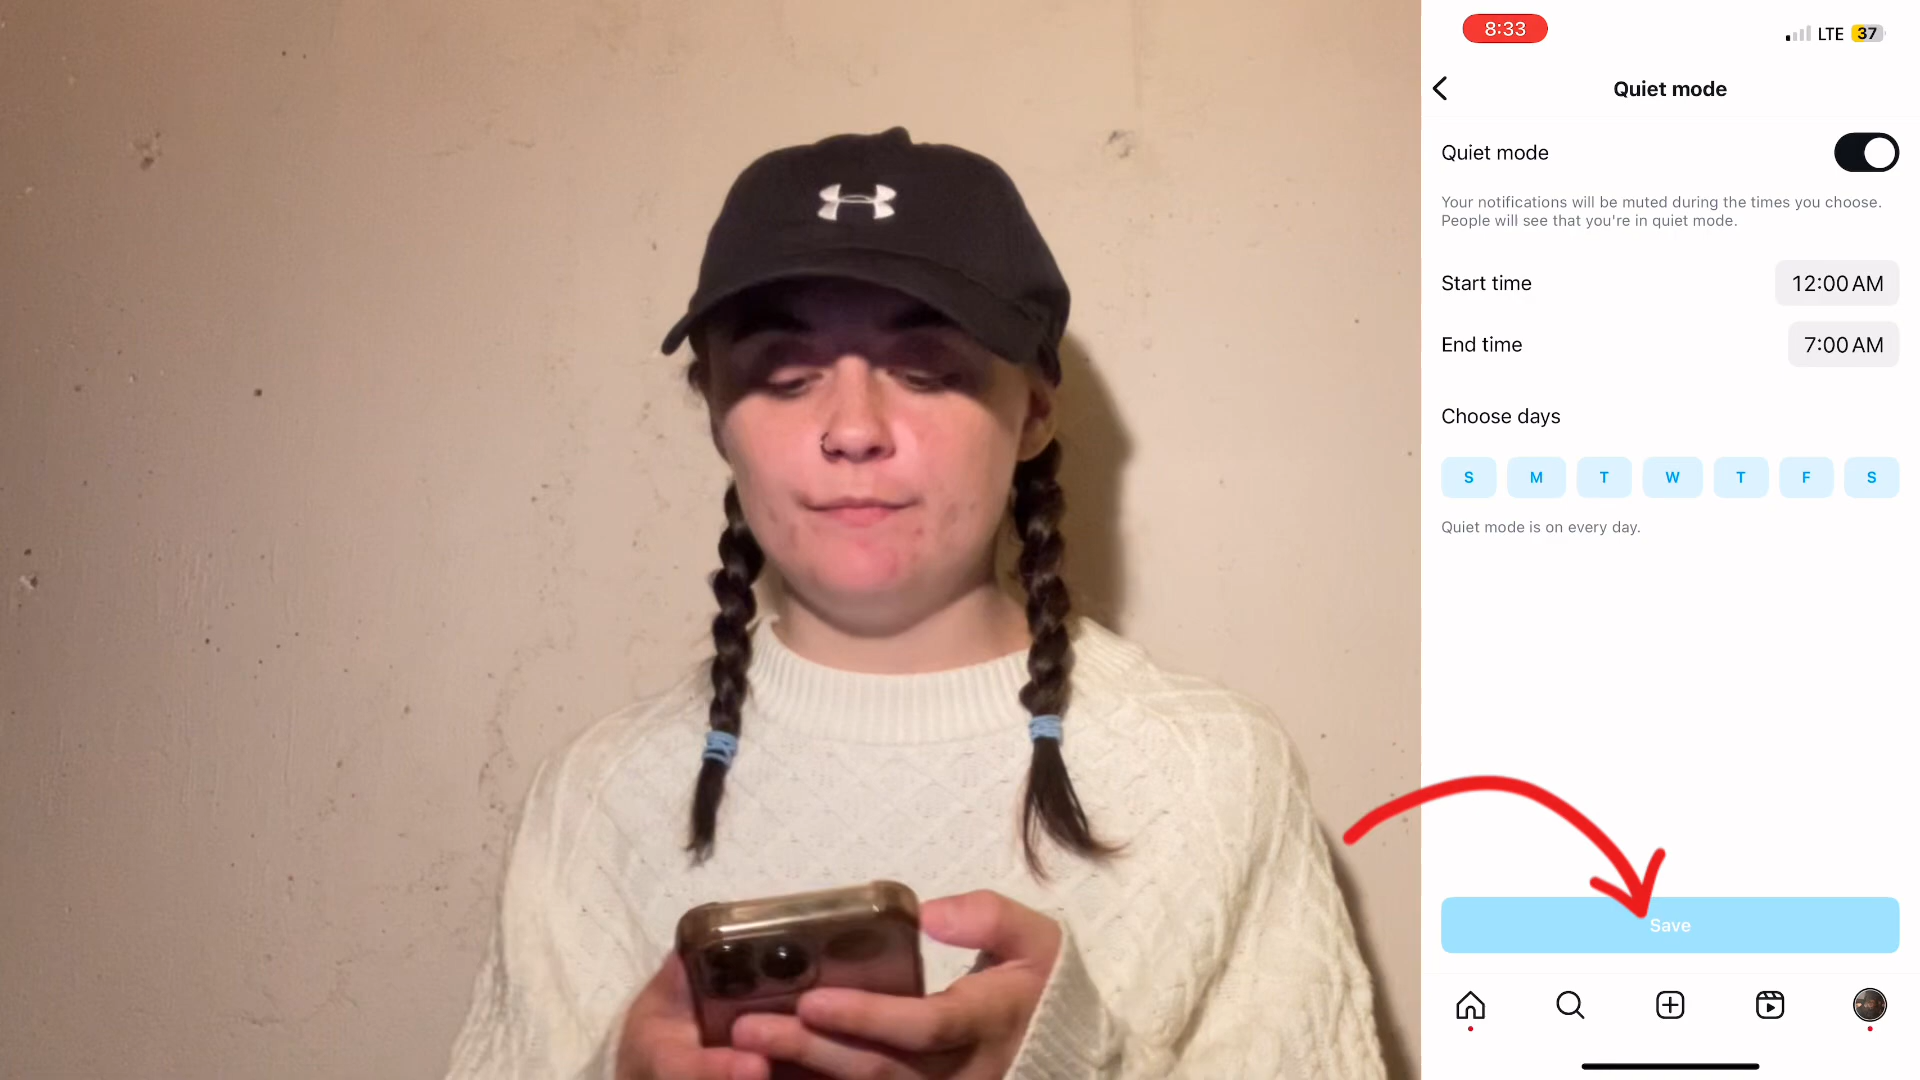 8:33
LTE 37
Quiet mode
Quiet mode
Your notifications will be muted during the times you choose.
People will see that you're in quiet mode.
Start time 12:00 AM
End time 7:00 AM
Choose days
S M T W T F S
Quiet mode is on every day.
Save